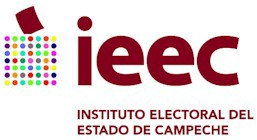 ieec
INSTITUTO ELECTORAL DEL
ESTADO DE CAMPECHE